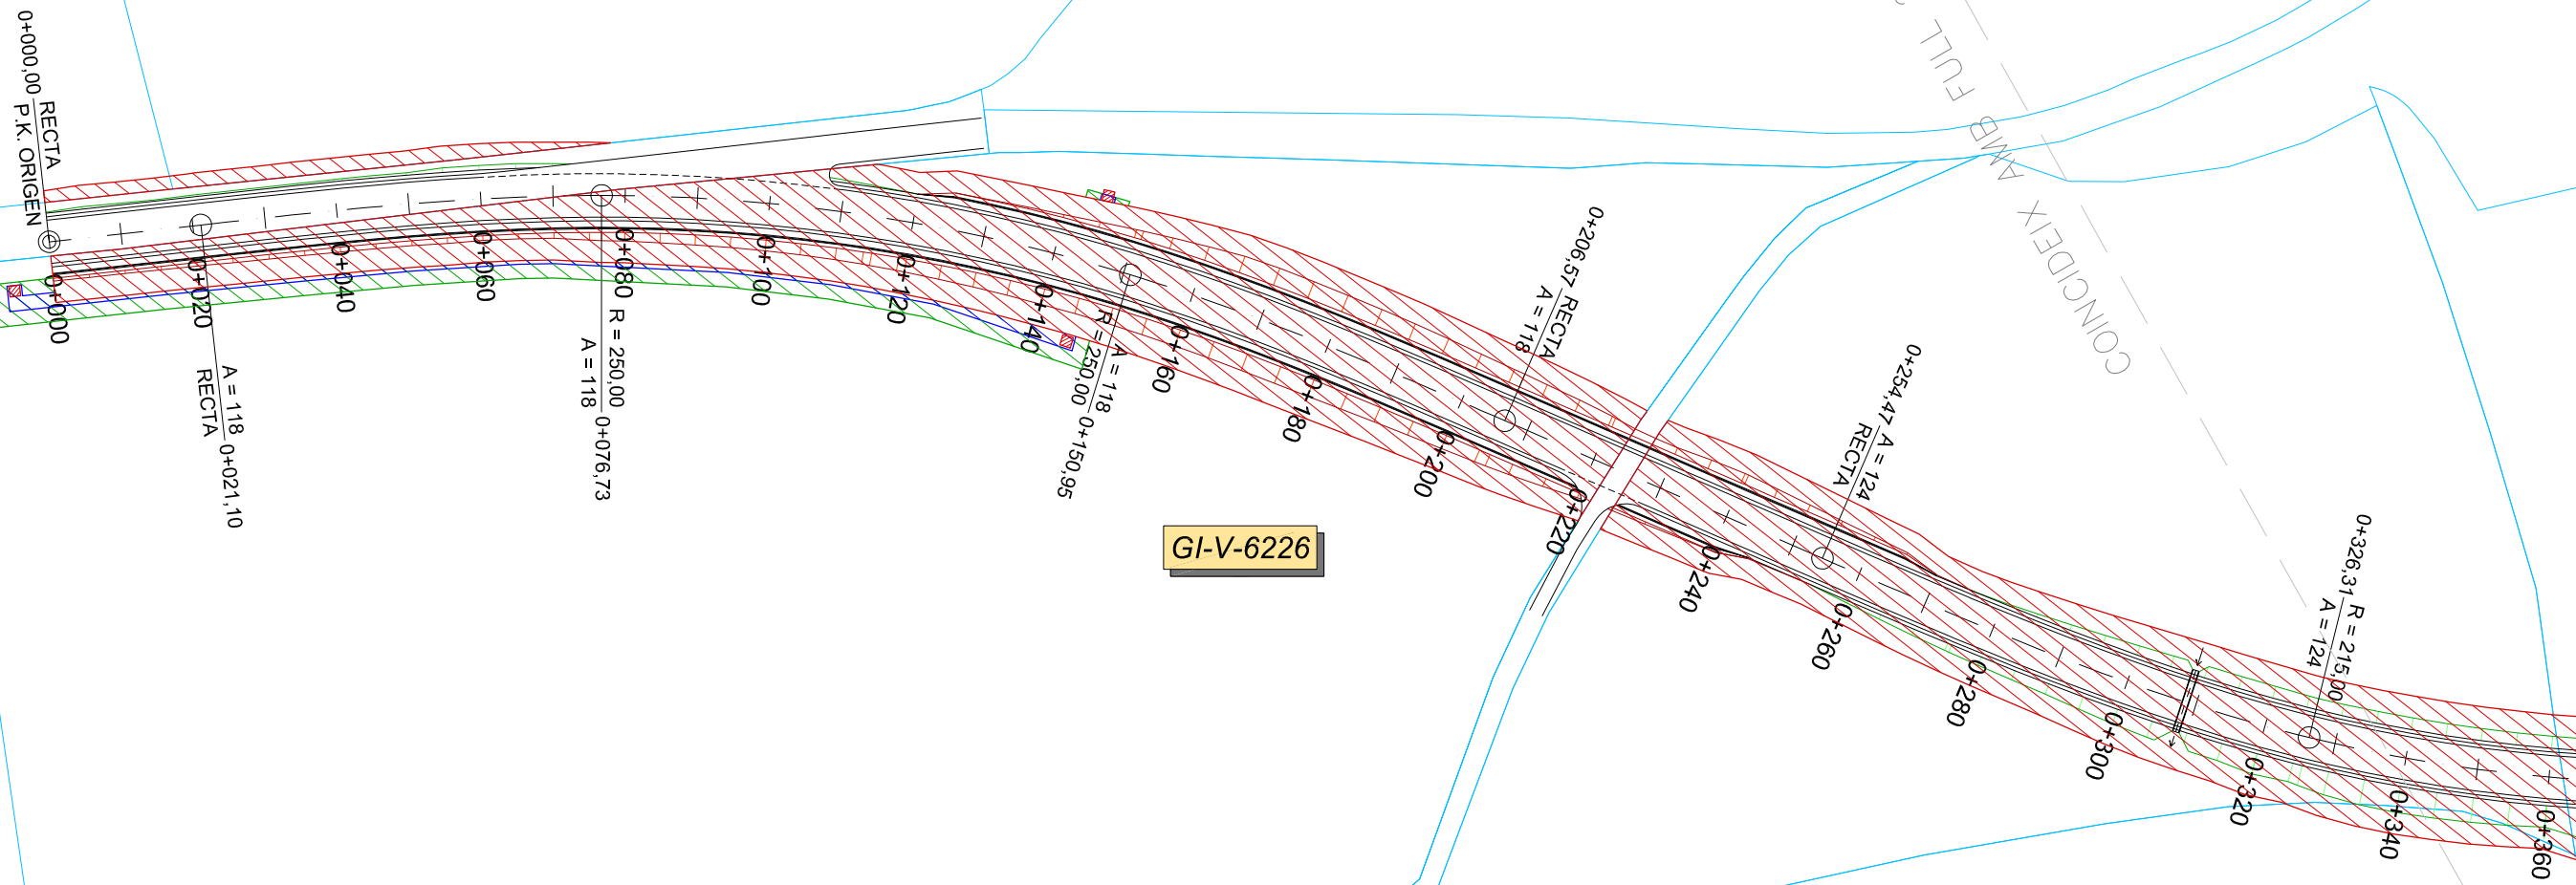 0+000,00 RECTA
P.K. ORIGEN
0+000
0+020
A = 118 0+021,10
RECTA
0+040
0+060
0+080
R = 250,00 0+076,73
A = 118
0+100
0+120
0+140
A = 118
R = 250,00 0+150,95
0+160
0+180
0+200
0+206,57 RECTA
A = 118
0+220
GI-V-6226
0+240
0+254,47 A = 124
RECTA
0+260
0+280
0+300
0+320
0+326,31 R = 215,00
A = 124
0+340
0+360
COINCIDEIX AMB FULL